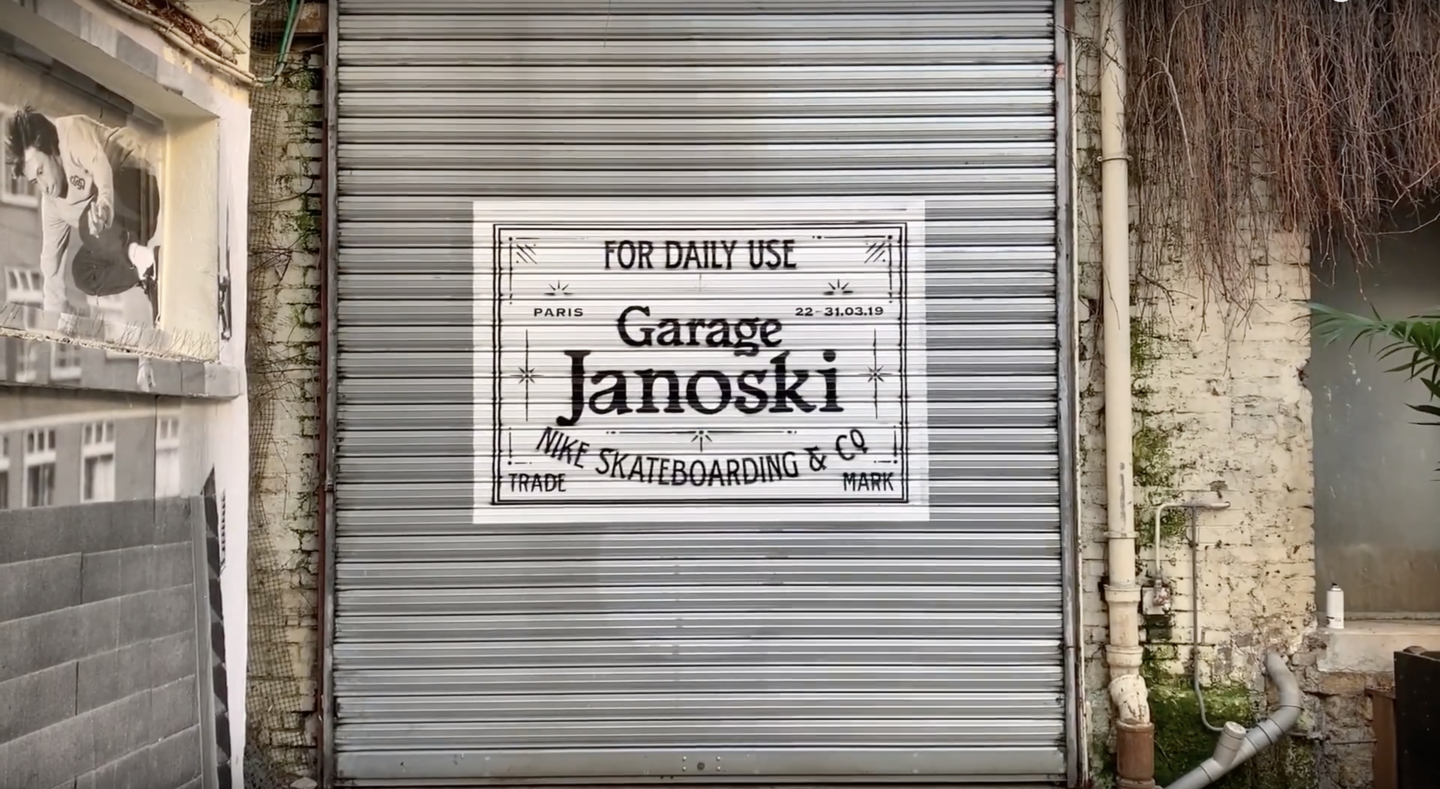 FOR DAILY USE
PARIS
22-31.03.19
Garage
Janoski
NIKE SKATEBOARDING & CO
TRADE
MARK